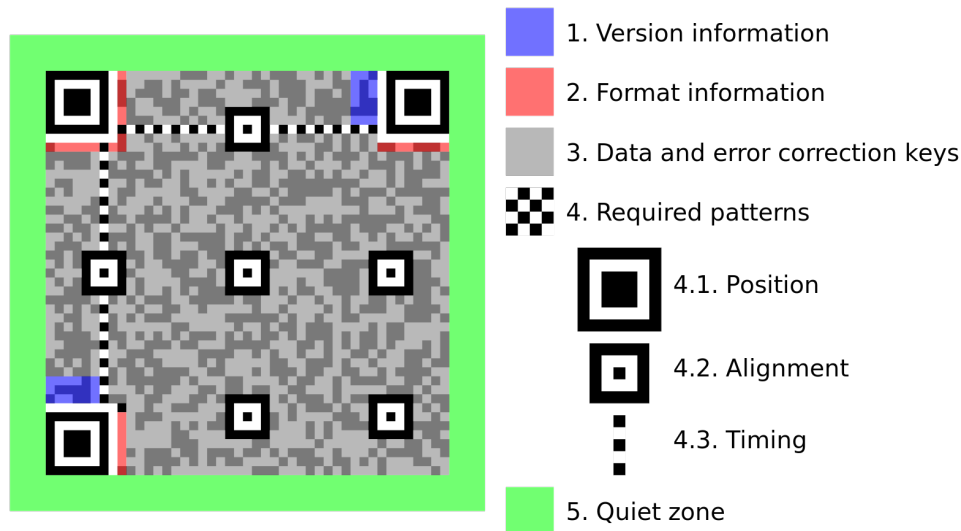 1. Version information
2. Format information
3. Data and error correction keys
4. Required patterns
4.1. Position
4.2. Alignment
4.3. Timing
5. Quiet zone